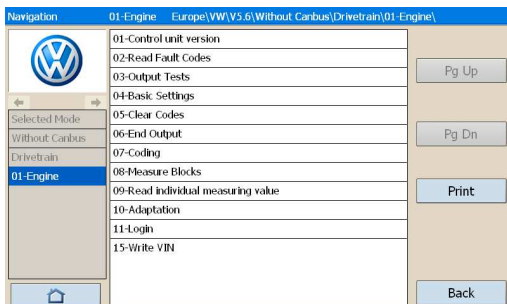 Navigation
01-Engine Europe\VW\V5.6\Without Canbus\Drivetrain\01-Engine\
Selected Mode
Without Canbus
Drivetrain
01-Engine
01-Control unit version
02-Read Fault Codes
03-Output Tests
04-Basic Settings
05-Clear Codes
06-End Output
07-Coding
08-Measure Blocks
09-Read individual measuring value
10-Adaptation
11-Login
15-Write VIN
Pg Up
Pg Dn
Print
Back